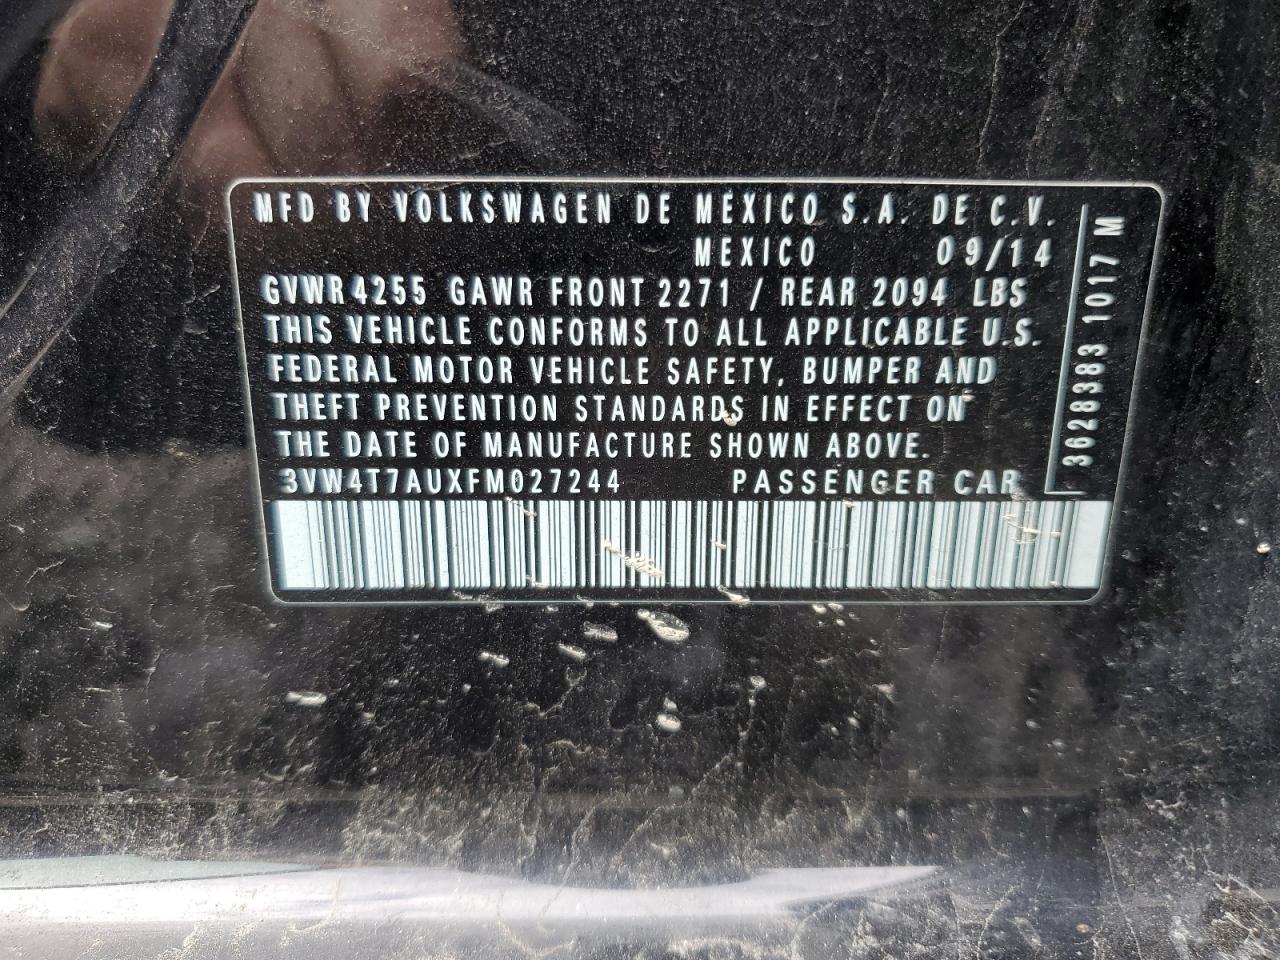 MFD BY VOLKSWAGEN DE MEXICO S.A. DE C.V.
MEXICO 09/14
GVWR 4255 GAWR FRONT 2271 / REAR 2094 LBS
THIS VEHICLE CONFORMS TO ALL APPLICABLE U.S.
FEDERAL MOTOR VEHICLE SAFETY, BUMPER AND
THEFT PREVENTION STANDARDS IN EFFECT ON
THE DATE OF MANUFACTURE SHOWN ABOVE.
3VW4T7AUXFM027244 PASSENGER CAR
3628383 1017 M